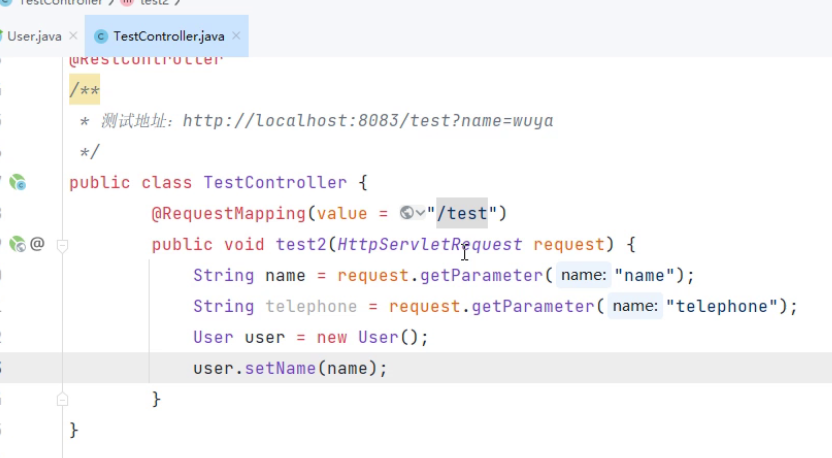 TestController › test2 ›
User.java × TestController.java ×
@RestController
/**
* 测试地址：http://localhost:8083/test?name=wuya
*/
public class TestController {
@RequestMapping(value = "/test")
public void test2(HttpServletRequest request) {
String name = request.getParameter( name: "name");
String telephone = request.getParameter( name: "telephone");
User user = new User();
user.setName(name);
}
}